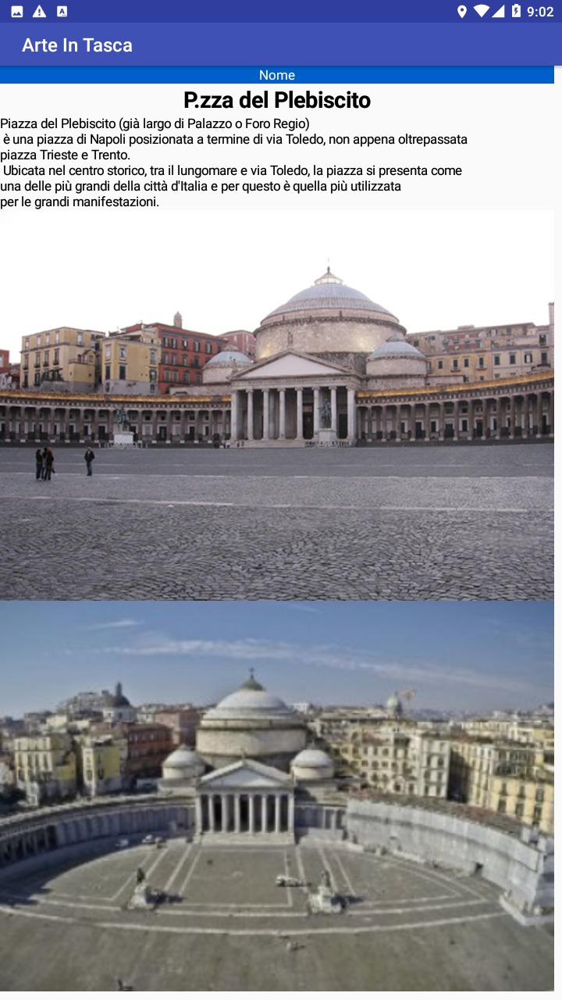 9:02
Arte In Tasca
Nome
P.zza del Plebiscito
Piazza del Plebiscito (già largo di Palazzo o Foro Regio)
è una piazza di Napoli posizionata a termine di via Toledo, non appena oltrepassata
piazza Trieste e Trento.
Ubicata nel centro storico, tra il lungomare e via Toledo, la piazza si presenta come
una delle più grandi della città d'Italia e per questo è quella più utilizzata
per le grandi manifestazioni.